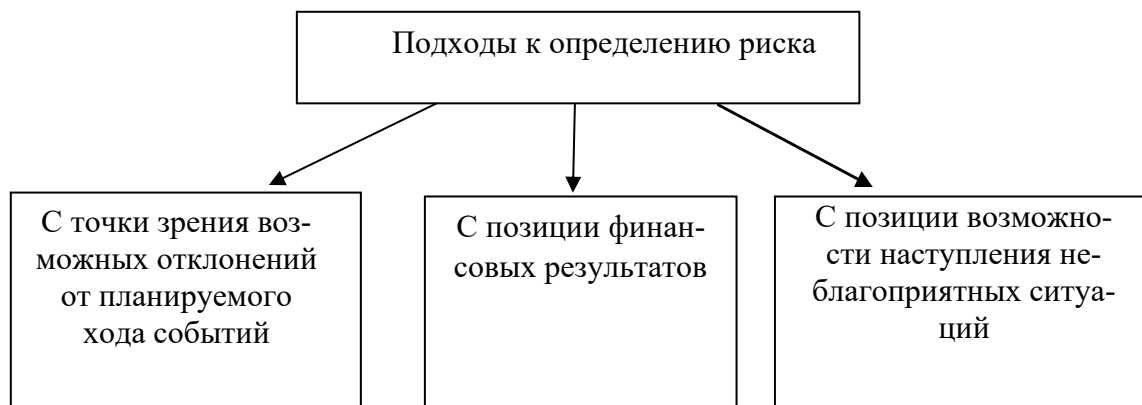 Подходы к определению риска
С точки зрения воз-
можных отклонений
от планируемого
хода событий
С позиции финан-
совых результатов
С позиции возможно-
сти наступления не-
благоприятных ситуа-
ций